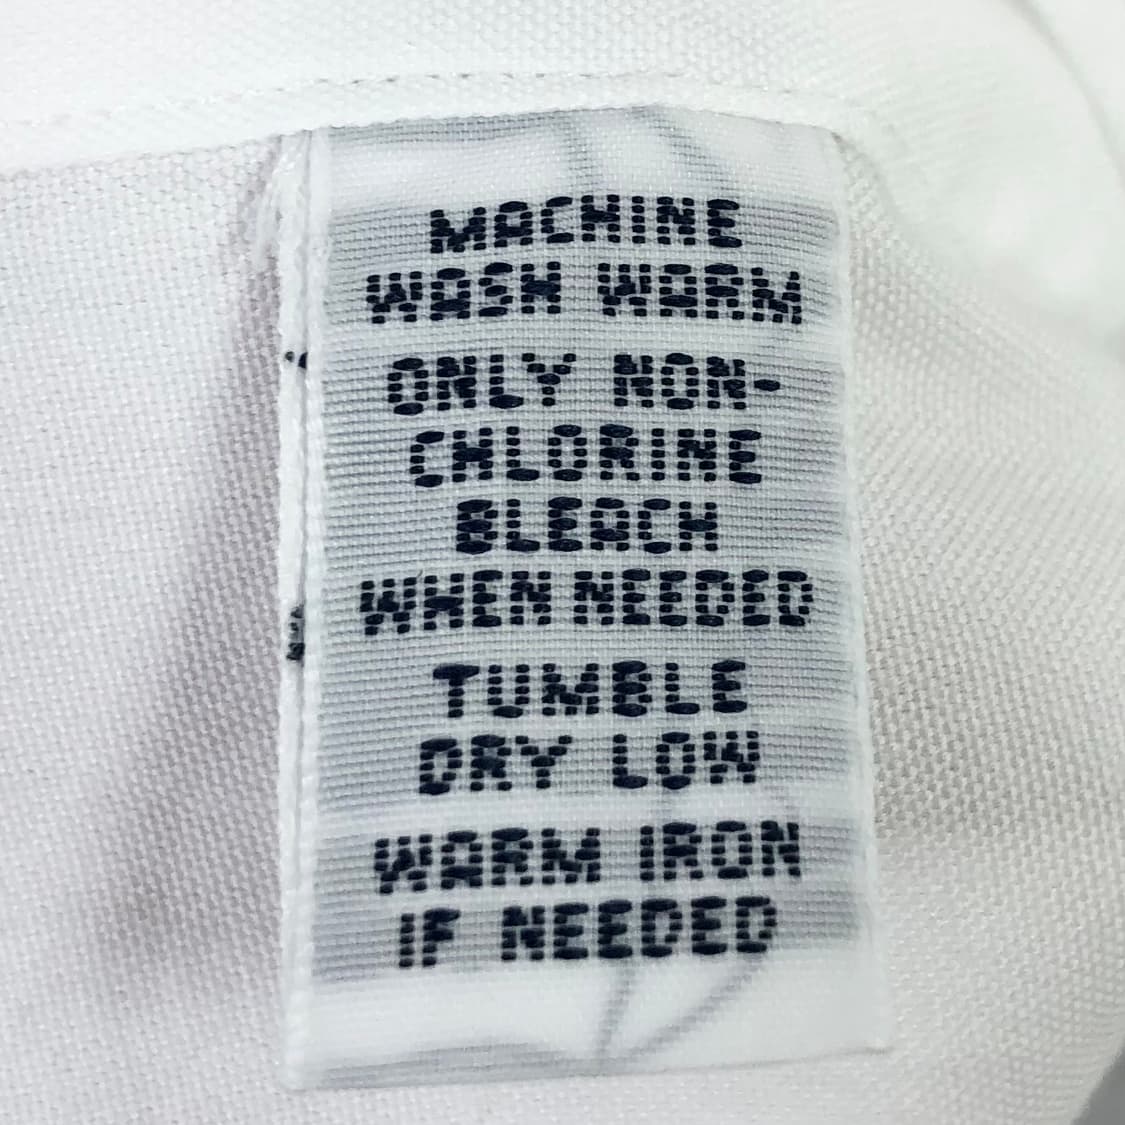 MACHINE
WASH WARM
ONLY NON-
CHLORINE
BLEACH
WHEN NEEDED
TUMBLE
DRY LOW
WARM IRON
IF NEEDED